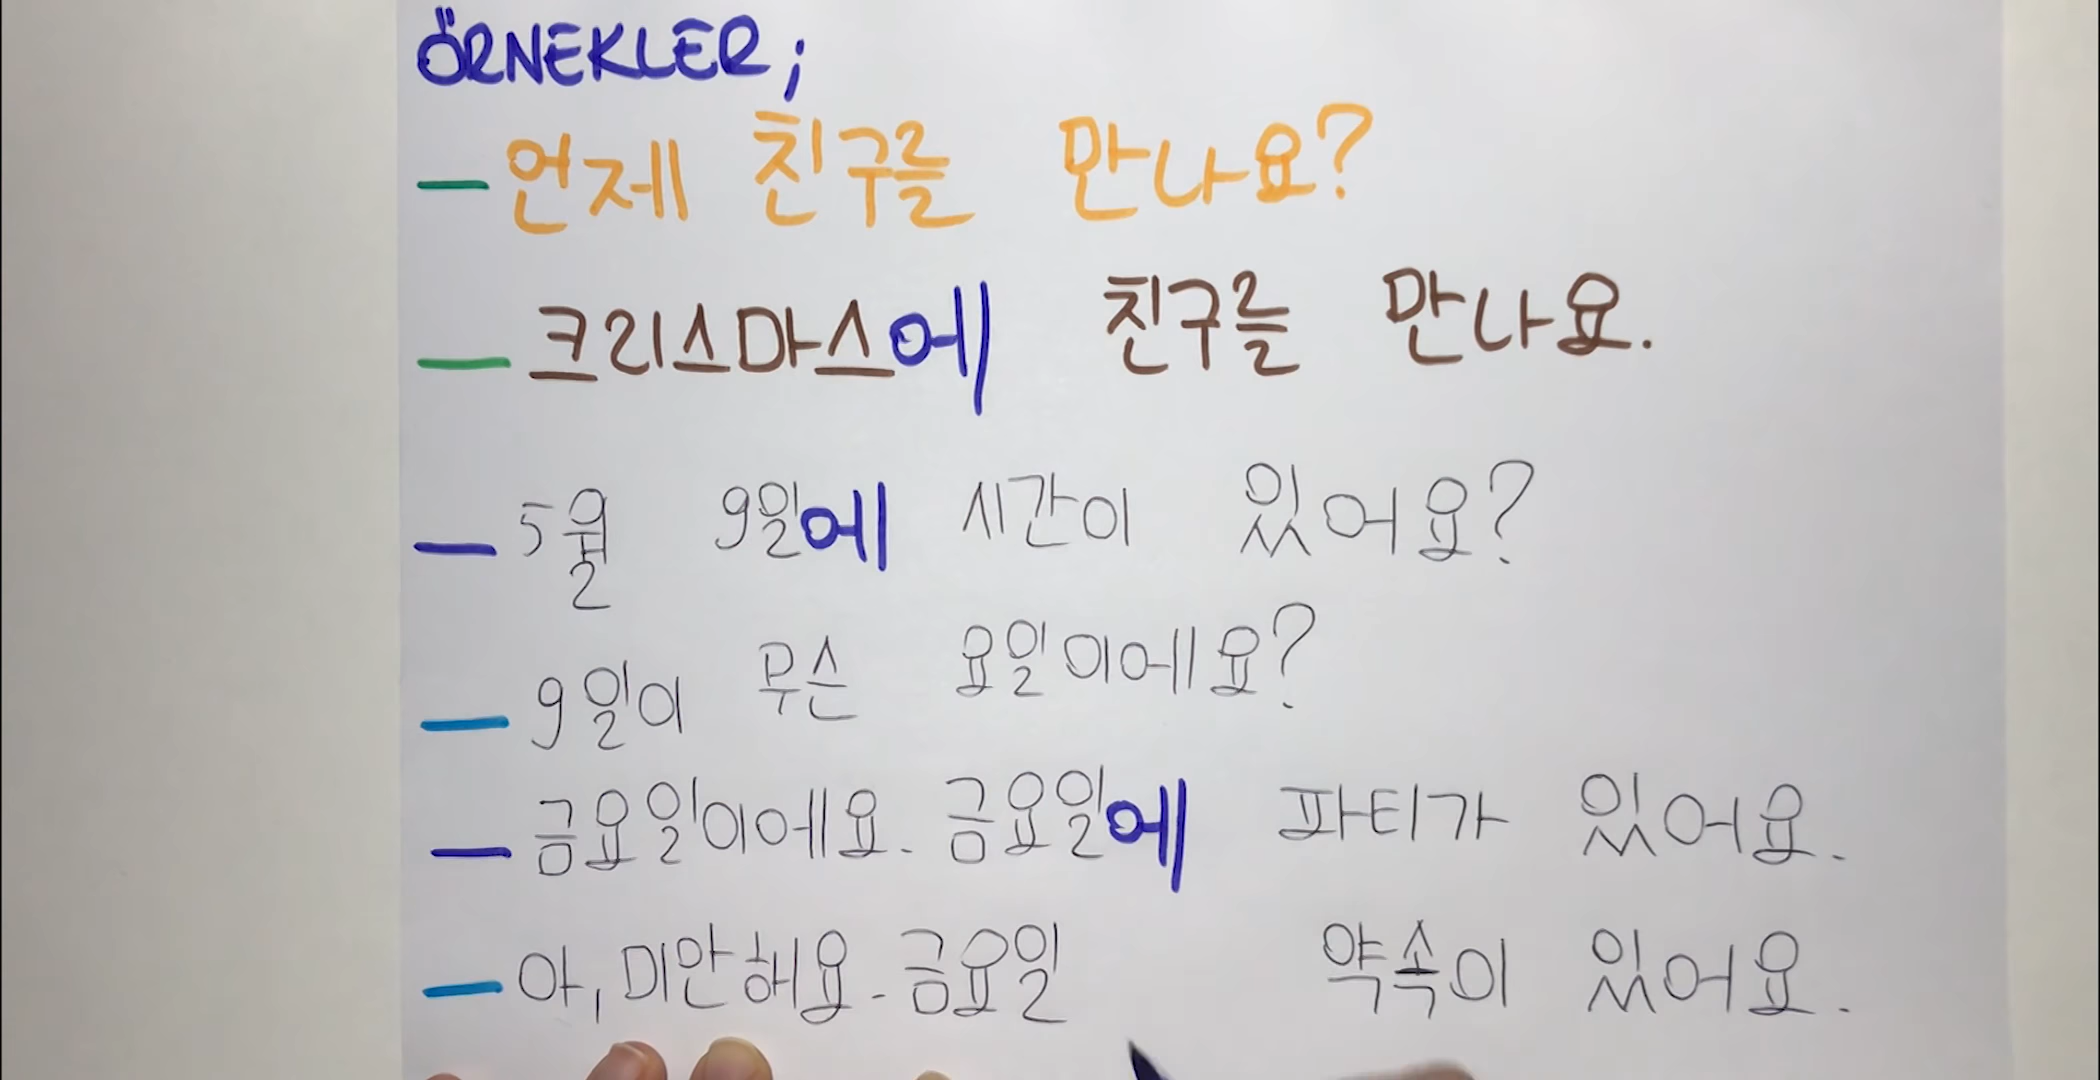 ÖRNEKLER;
— 언제 친구를 만나요?
— 크리스마스에 친구를 만나요.
— 5월 9일에 시간이 있어요?
— 9일이 무슨 요일이에요?
— 금요일이에요. 금요일에 파티가 있어요.
— 아, 미안해요. 금요일 약속이 있어요.